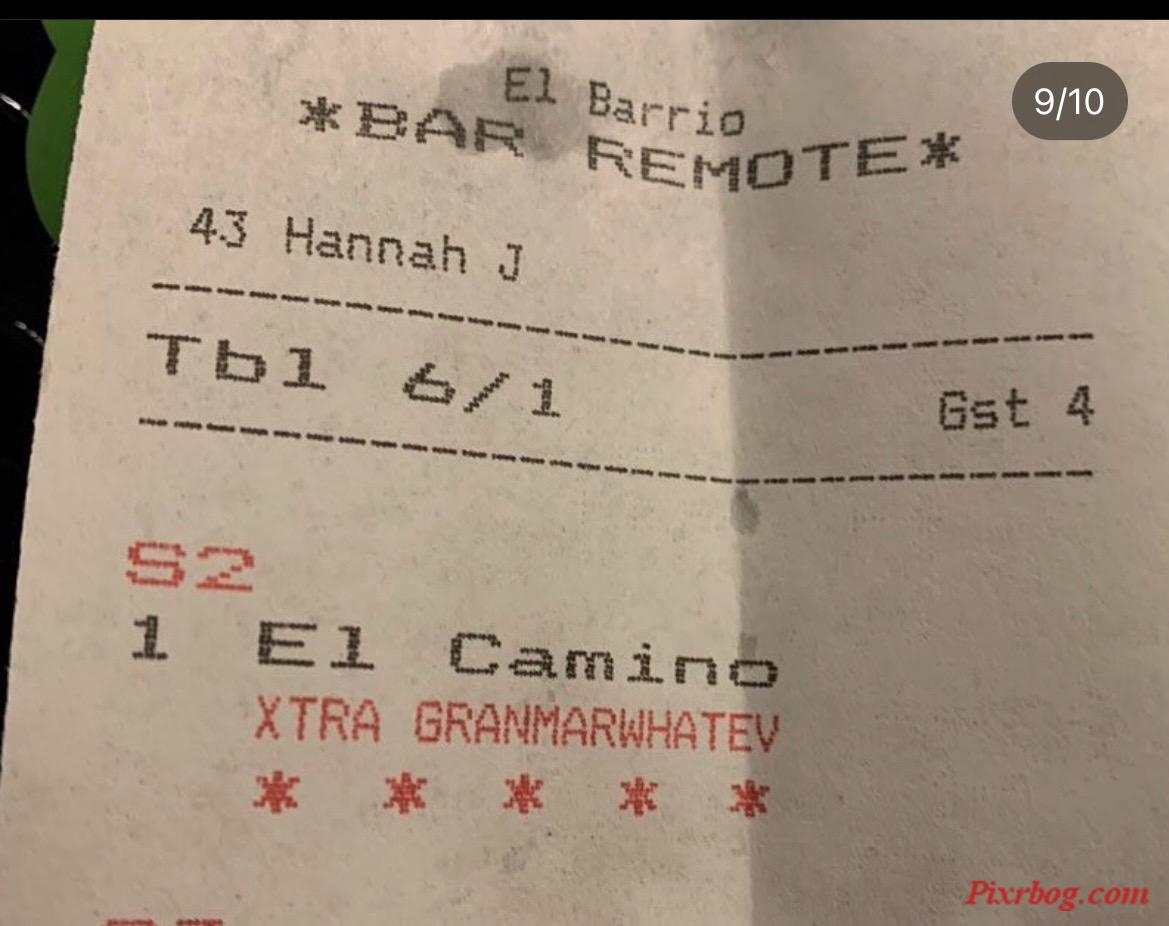 El Barrio
*BAR REMOTE*
9/10
43 Hannah J
Tbl 6/1
Gst 4
S2
1 El Camino
XTRA GRANMARWHATEV
* * * * *
Pixrbog.com